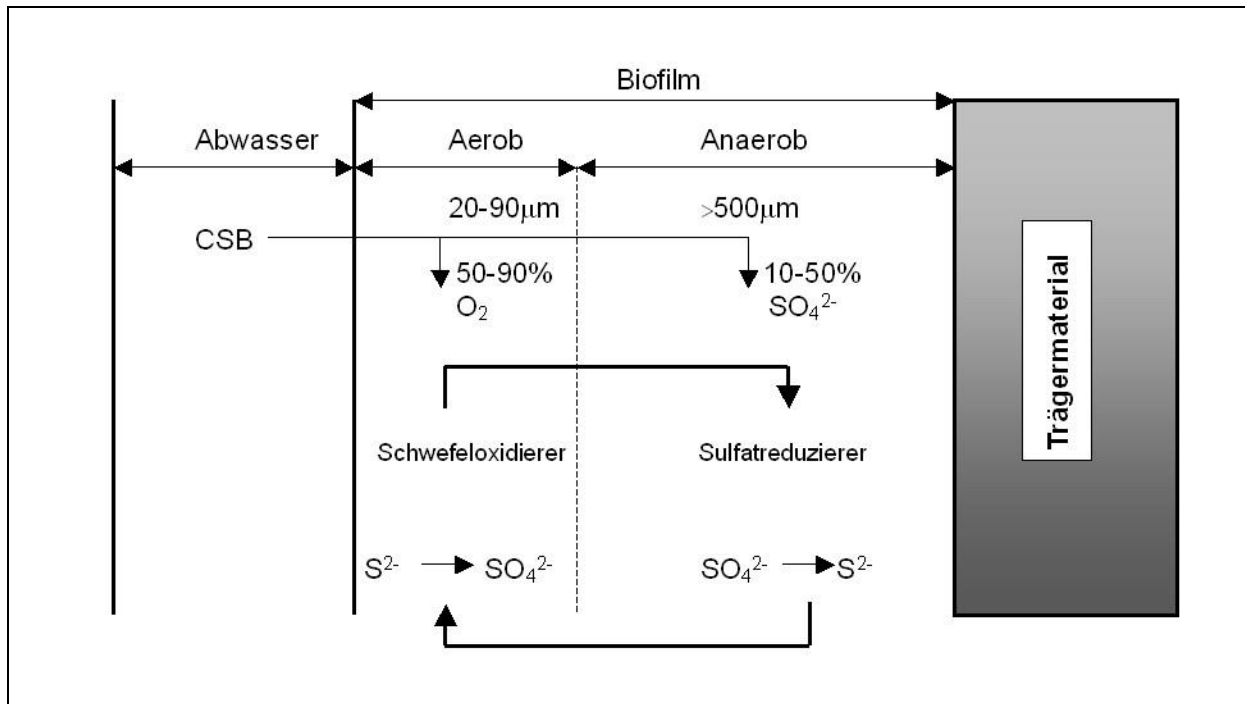 Biofilm
Abwasser Aerob Anaerob
20-90μm >500μm
CSB
50-90% 10-50%
O₂ SO₄²⁻
Trägermaterial
Schwefeloxidierer Sulfatreduzierer
S²⁻ SO₄²⁻ SO₄²⁻ S²⁻